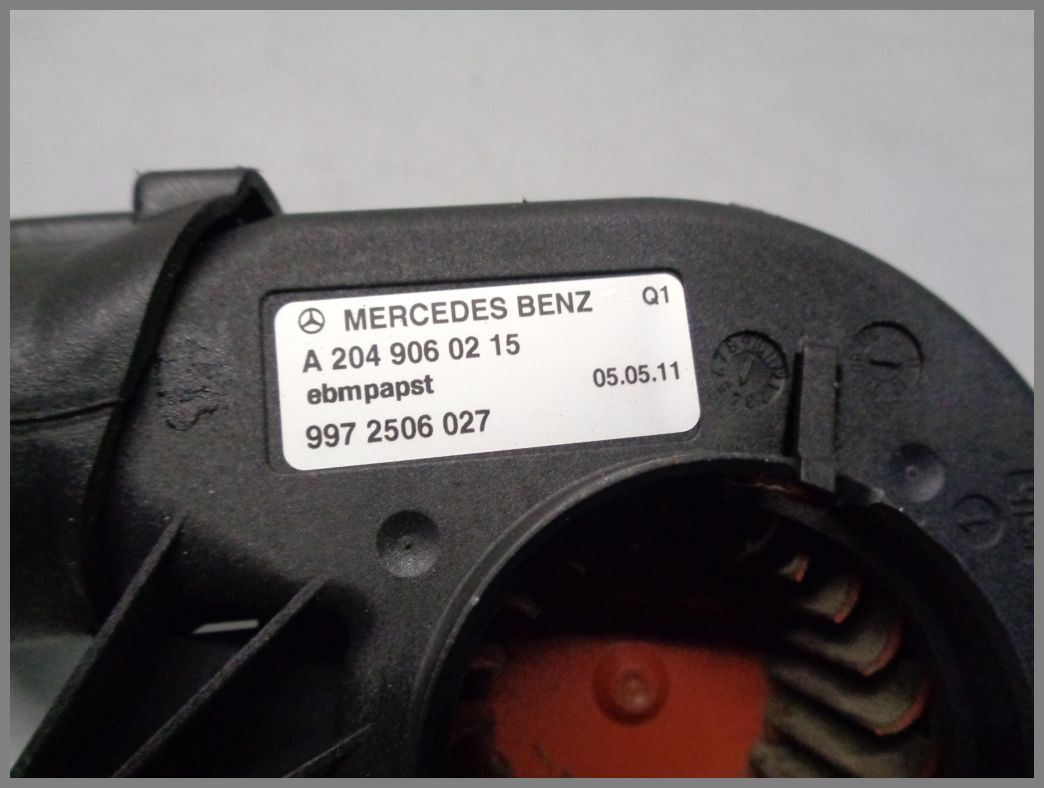 MERCEDES BENZ Q1
A 204 906 02 15
ebmpapst 05.05.11
997 2506 027